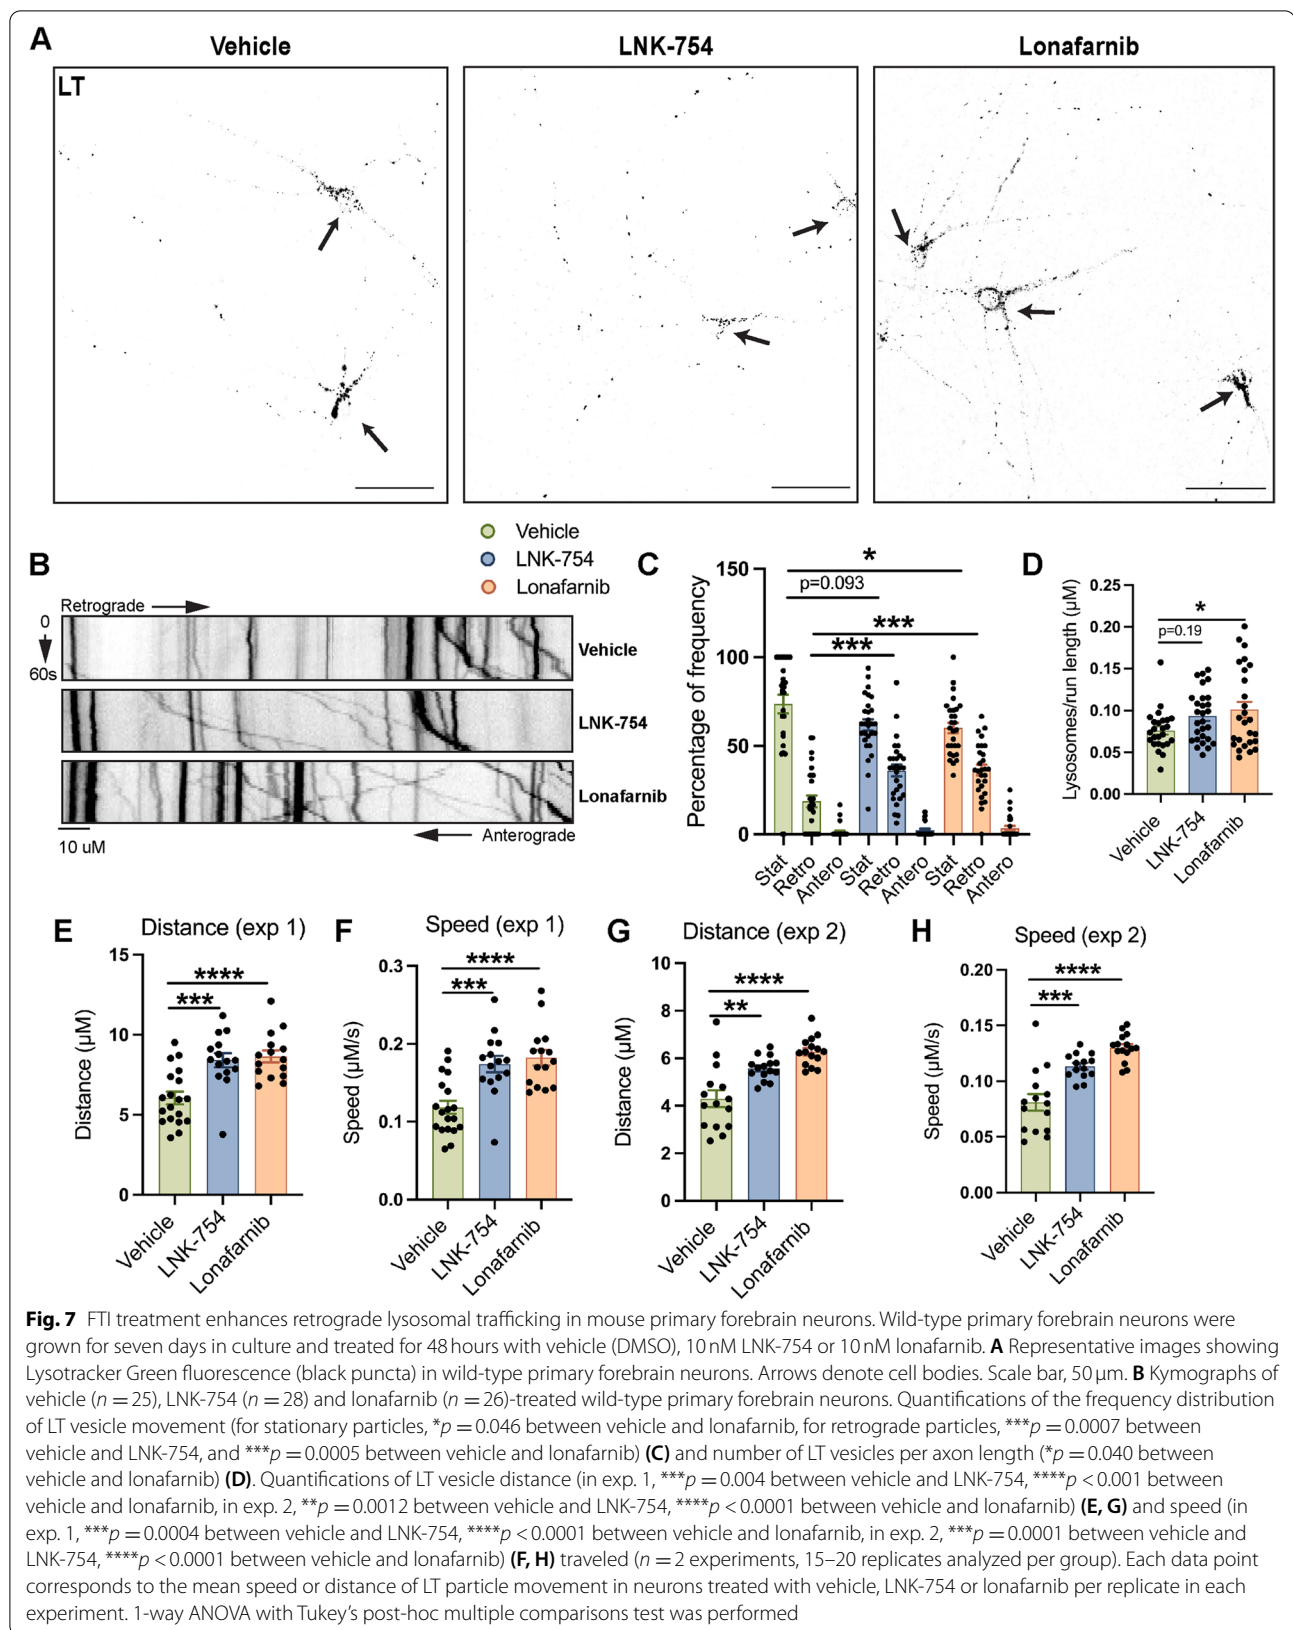 A
Vehicle
LNK-754
Lonafarnib
LT
B
Vehicle
LNK-754
Lonafarnib
Retrograde
0
60s
Vehicle
LNK-754
Lonafarnib
10 uM
Anterograde
C
Percentage of frequency
150
100
50
0
*
p=0.093
***
***
Stat
Retro
Antero
Stat
Retro
Antero
Stat
Retro
Antero
D
Lysosomes/run length (µM)
0.25
0.20
0.15
0.10
0.05
0.00
*
p=0.19
Vehicle
LNK-754
Lonafarnib
E
Distance (exp 1)
Distance (µM)
15
10
5
0
****
***
Vehicle
LNK-754
Lonafarnib
F
Speed (exp 1)
Speed (µM/s)
0.3
0.2
0.1
0.0
****
***
Vehicle
LNK-754
Lonafarnib
G
Distance (exp 2)
Distance (µM)
10
8
6
4
2
0
****
**
Vehicle
LNK-754
Lonafarnib
H
Speed (exp 2)
Speed (µM/s)
0.20
0.15
0.10
0.05
0.00
****
***
Vehicle
LNK-754
Lonafarnib
Fig. 7 FTI treatment enhances retrograde lysosomal trafficking in mouse primary forebrain neurons. Wild-type primary forebrain neurons were
grown for seven days in culture and treated for 48 hours with vehicle (DMSO), 10 nM LNK-754 or 10 nM lonafarnib. A Representative images showing
Lysotracker Green fluorescence (black puncta) in wild-type primary forebrain neurons. Arrows denote cell bodies. Scale bar, 50 µm. B Kymographs of
vehicle (n = 25), LNK-754 (n = 28) and lonafarnib (n = 26)-treated wild-type primary forebrain neurons. Quantifications of the frequency distribution
of LT vesicle movement (for stationary particles, *p = 0.046 between vehicle and lonafarnib, for retrograde particles, ***p = 0.0007 between
vehicle and LNK-754, and ***p = 0.0005 between vehicle and lonafarnib) (C) and number of LT vesicles per axon length (*p = 0.040 between
vehicle and lonafarnib) (D). Quantifications of LT vesicle distance (in exp. 1, ***p = 0.004 between vehicle and LNK-754, ****p < 0.001 between
vehicle and lonafarnib, in exp. 2, **p = 0.0012 between vehicle and LNK-754, ****p < 0.0001 between vehicle and lonafarnib) (E, G) and speed (in
exp. 1, ***p = 0.0004 between vehicle and LNK-754, ****p < 0.0001 between vehicle and lonafarnib, in exp. 2, ***p = 0.0001 between vehicle and
LNK-754, ****p < 0.0001 between vehicle and lonafarnib) (F, H) traveled (n = 2 experiments, 15–20 replicates analyzed per group). Each data point
corresponds to the mean speed or distance of LT particle movement in neurons treated with vehicle, LNK-754 or lonafarnib per replicate in each
experiment. 1-way ANOVA with Tukey's post-hoc multiple comparisons test was performed